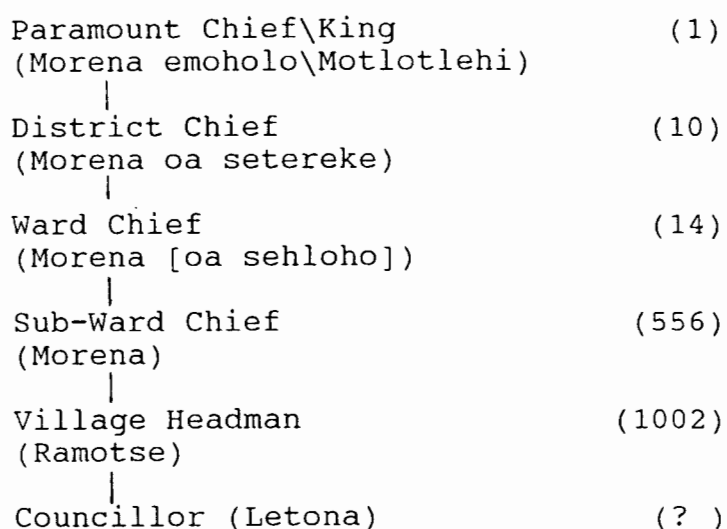 Paramount Chief\King (1)
(Morena emoholo\Motlotlehi)
District Chief (10)
(Morena oa setereke)
Ward Chief (14)
(Morena [oa sehloho])
Sub-Ward Chief (556)
(Morena)
Village Headman (1002)
(Ramotse)
Councillor (Letona) (? )